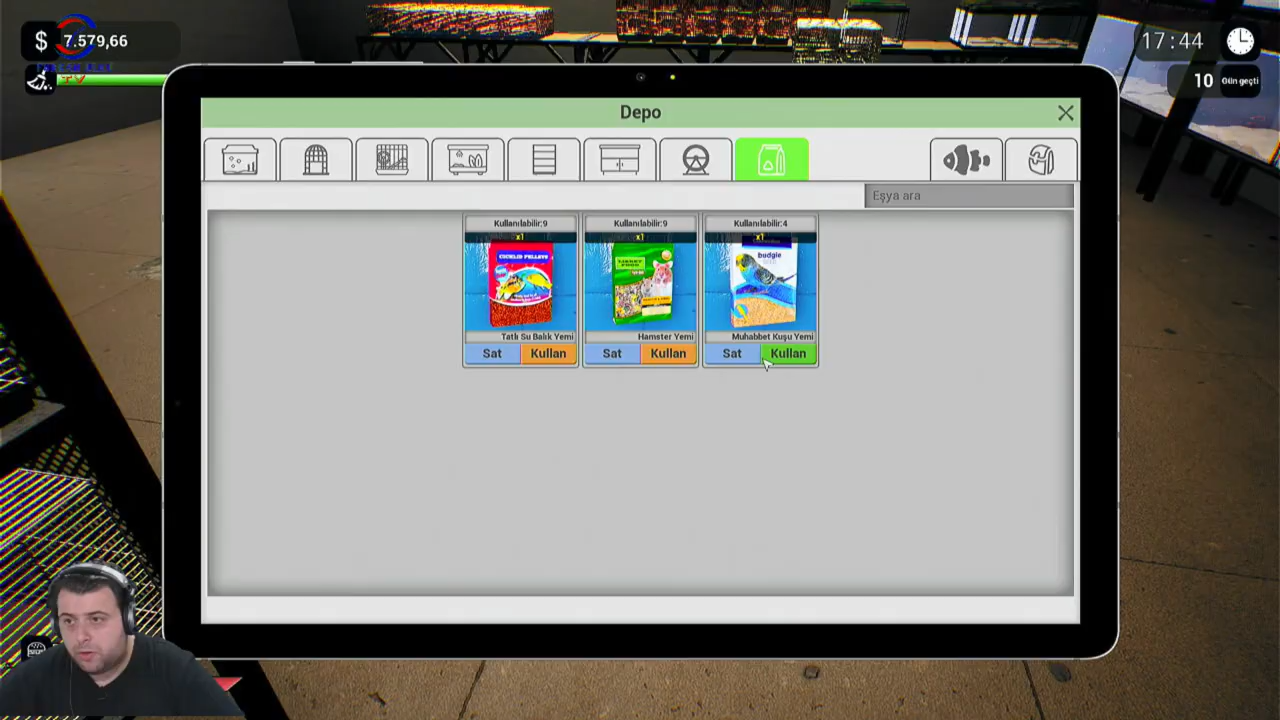 $ 7.579,66
TV
17:44
10 Gün geçti
Depo
Eşya ara
Kullanılabilir:9
x1
CICHLID PELLETS
Tatlı Su Balık Yemi
Sat Kullan
Kullanılabilir:9
x1
Hamster Yemi
Sat Kullan
Kullanılabilir:4
x1
budgie
Muhabbet Kuşu Yemi
Sat Kullan